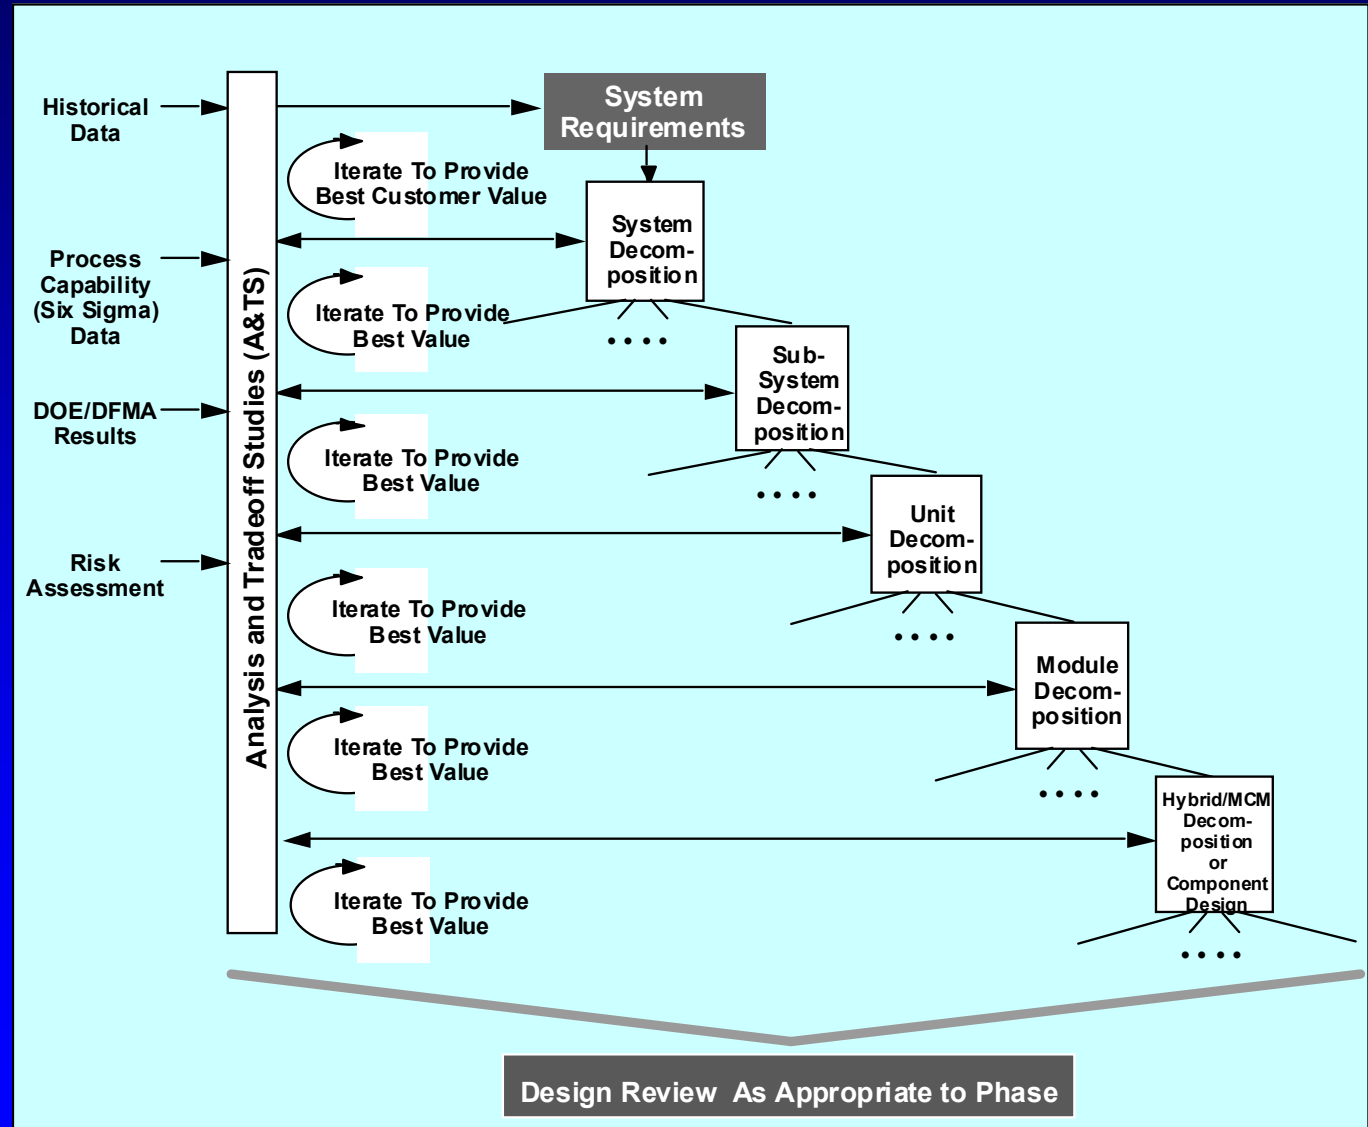 Historical
Data
Process
Capability
(Six Sigma)
Data
DOE/DFMA
Results
Risk
Assessment
Analysis and Tradeoff Studies (A&TS)
System
Requirements
Iterate To Provide
Best Customer Value
System
Decom-
position
Iterate To Provide
Best Value
Sub-
System
Decom-
position
Iterate To Provide
Best Value
Unit
Decom-
position
Iterate To Provide
Best Value
Module
Decom-
position
Iterate To Provide
Best Value
Hybrid/MCM
Decom-
position
or
Component
Design
Iterate To Provide
Best Value
Design Review As Appropriate to Phase